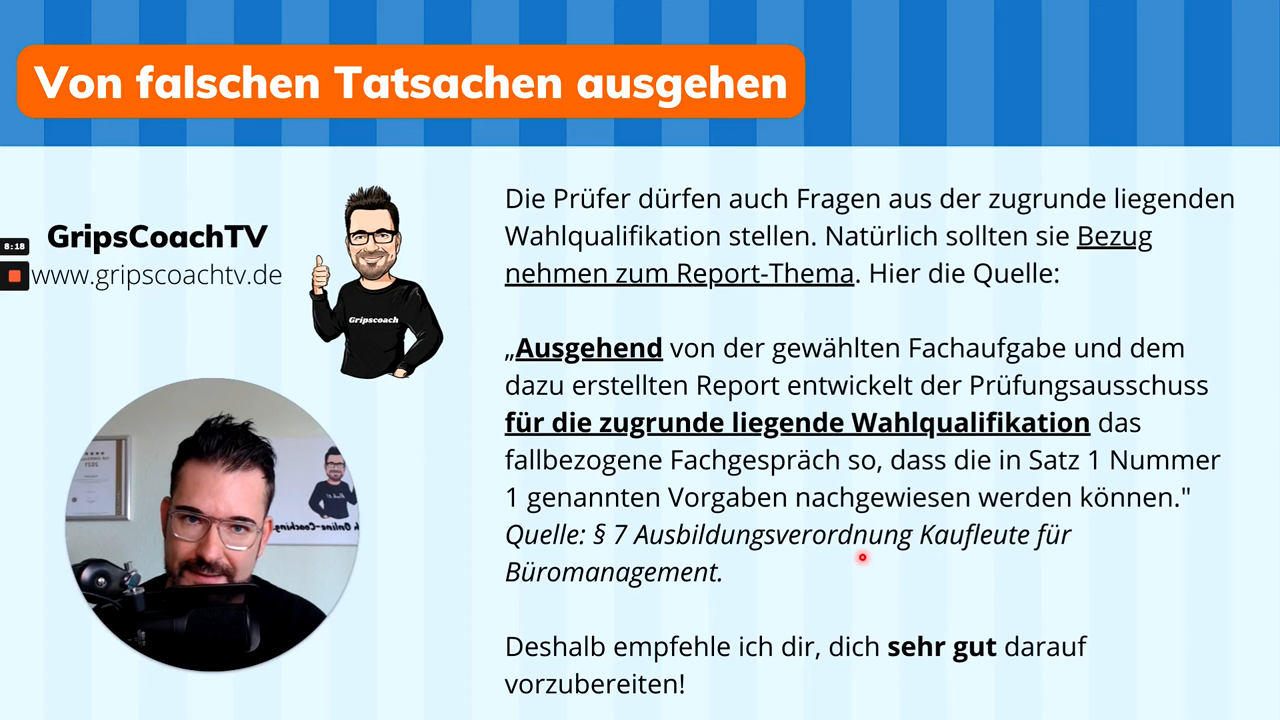 Von falschen Tatsachen ausgehen
GripsCoachTV
8:18
www.gripscoachtv.de
Gripscoach
Die Prüfer dürfen auch Fragen aus der zugrunde liegenden
Wahlqualifikation stellen. Natürlich sollten sie Bezug
nehmen zum Report-Thema. Hier die Quelle:
„Ausgehend von der gewählten Fachaufgabe und dem
dazu erstellten Report entwickelt der Prüfungsausschuss
für die zugrunde liegende Wahlqualifikation das
fallbezogene Fachgespräch so, dass die in Satz 1 Nummer
1 genannten Vorgaben nachgewiesen werden können."
Quelle: § 7 Ausbildungsverordnung Kaufleute für
Büromanagement.
Deshalb empfehle ich dir, dich sehr gut darauf
vorzubereiten!
Online-Coaching